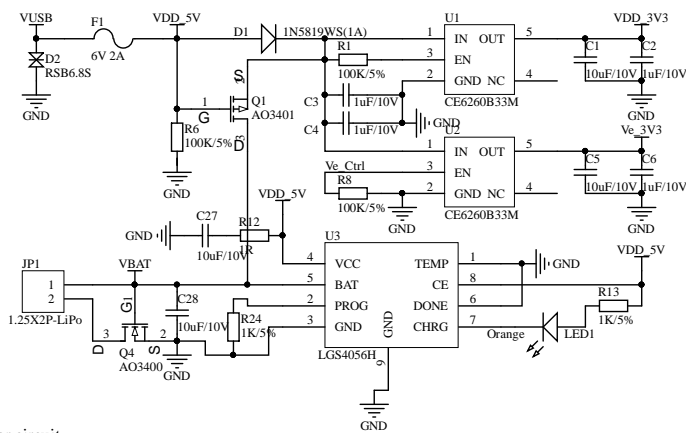 VUSB
F1
6V 2A
VDD_5V
D1
1N5819WS(1A)
U1
VDD_3V3
D2
RSB6.8S
GND
R1
100K/5%
1 IN OUT 5
3 EN
2 GND NC 4
CE6260B33M
C1
10uF/10V
C2
1uF/10V
GND
S
1
G
Q1
AO3401
D
3
R6
100K/5%
GND
C3
1uF/10V
C4
1uF/10V
GND
U2
1 IN OUT 5
3 EN
2 GND NC 4
CE6260B33M
Ve_3V3
C5
10uF/10V
C6
1uF/10V
GND
Ve_Ctrl
R8
100K/5%
GND
VDD_5V
C27
10uF/10V
GND
R12
1R
U3
4 VCC TEMP 1
5 BAT CE 8
2 PROG DONE 6
3 GND CHRG 7
GND
9
LGS4056H
GND
GND
VDD_5V
R13
1K/5%
Orange
LED1
JP1
1
2
1.25X2P-LiPo
VBAT
G
1
3
D
2
S
Q4
AO3400
C28
10uF/10V
GND
R24
1K/5%